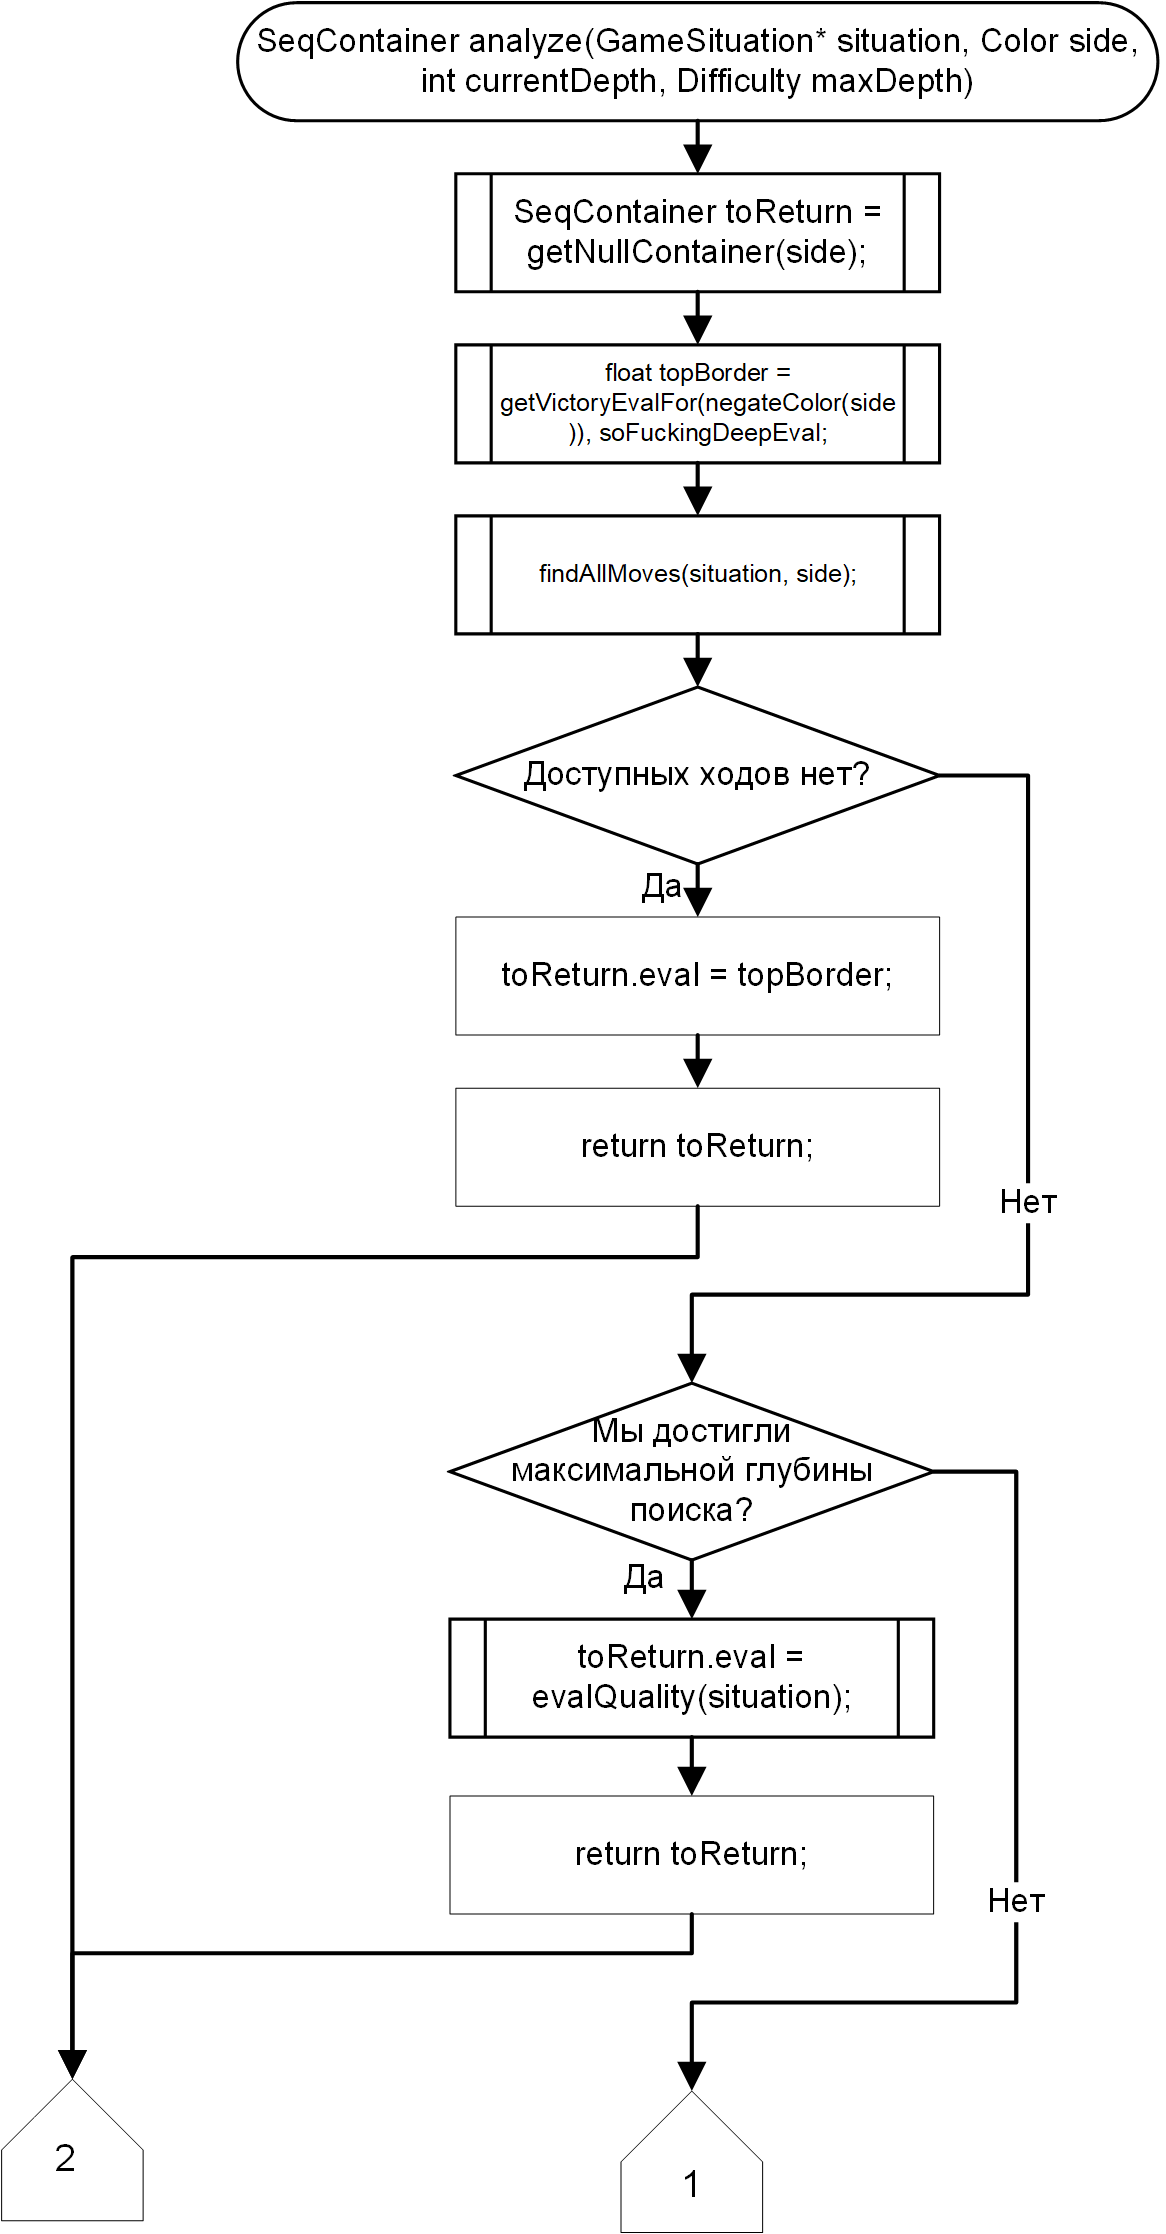 SeqContainer analyze(GameSituation* situation, Color side,
int currentDepth, Difficulty maxDepth)
SeqContainer toReturn =
getNullContainer(side);
float topBorder =
getVictoryEvalFor(negateColor(side
)), soFuckingDeepEval;
findAllMoves(situation, side);
Доступных ходов нет?
Да
toReturn.eval = topBorder;
return toReturn;
Нет
Мы достигли
максимальной глубины
поиска?
Да
toReturn.eval =
evalQuality(situation);
return toReturn;
Нет
2
1